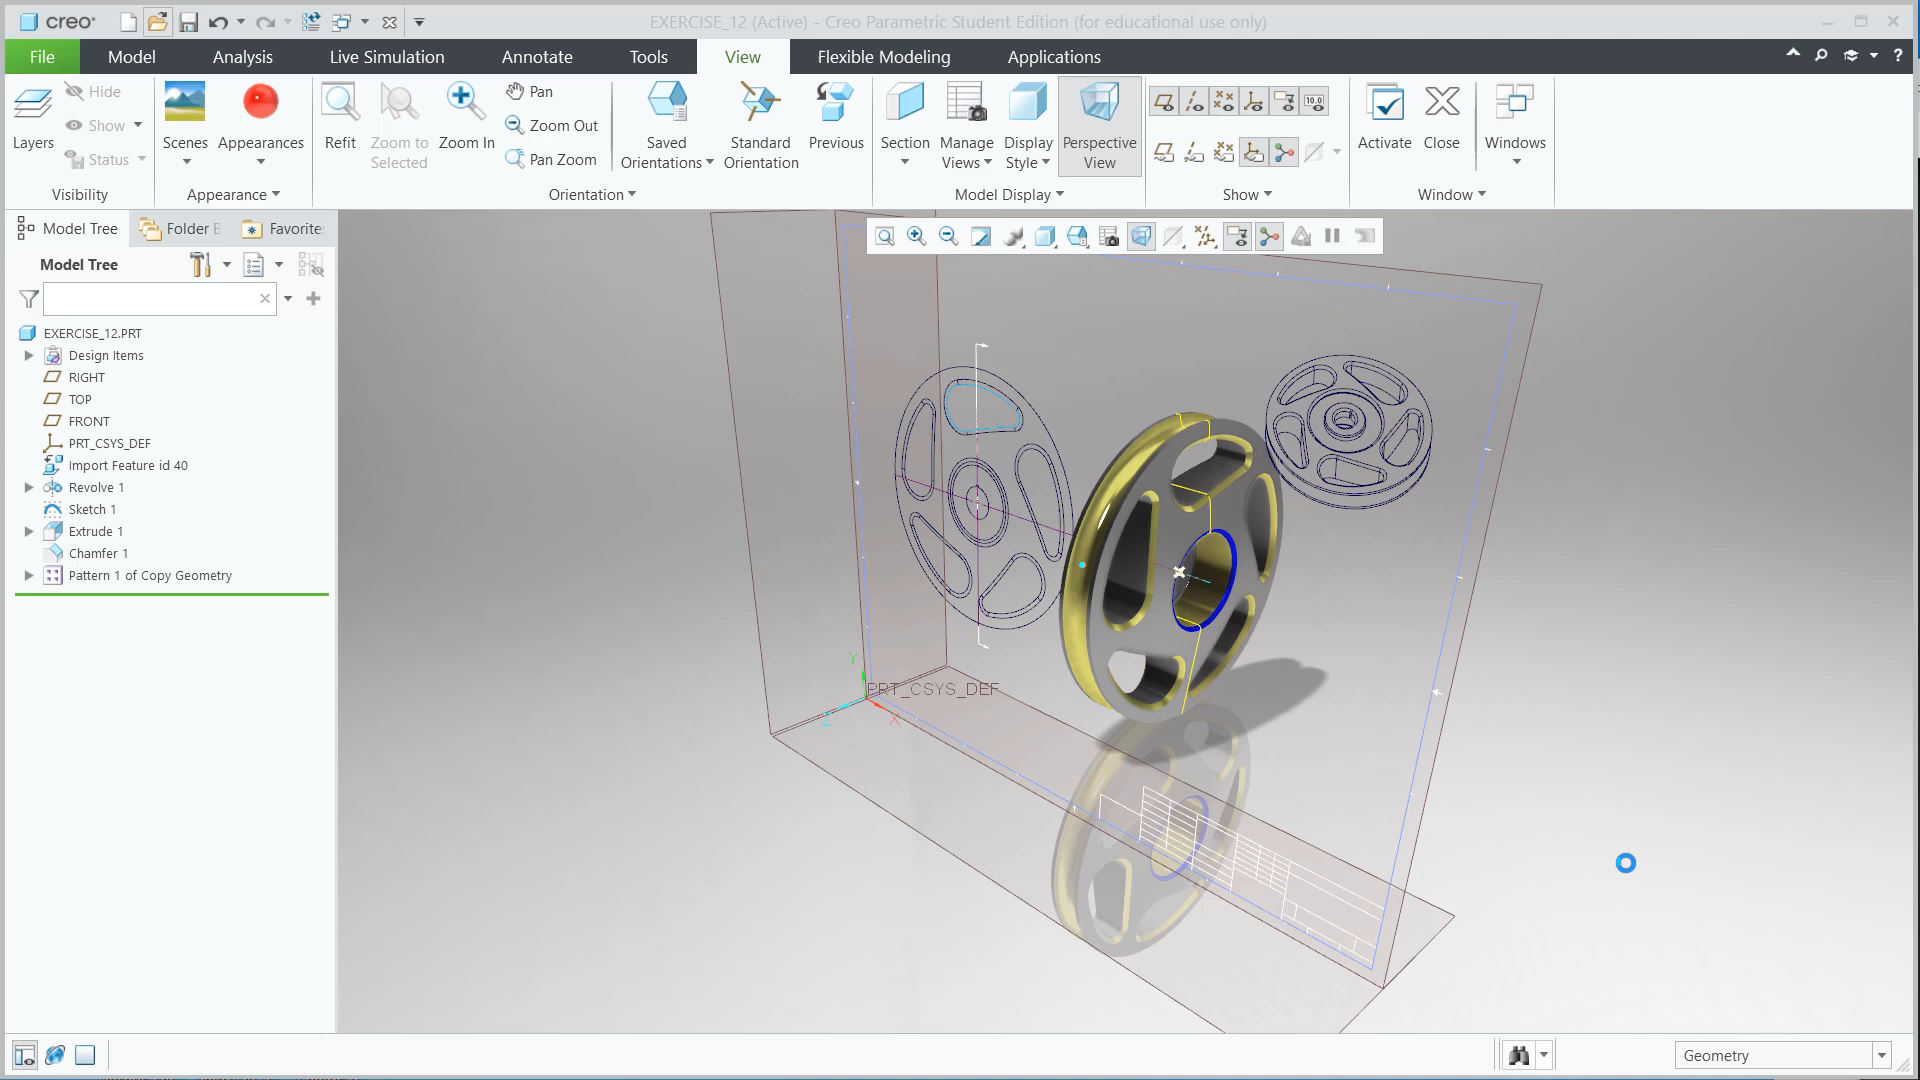 creo
EXERCISE_12 (Active) - Creo Parametric Student Edition (for educational use only)
File Model Analysis Live Simulation Annotate Tools View Flexible Modeling Applications
Layers
Hide
Show
Status
Visibility
Scenes
Appearances
Appearance
Refit
Zoom to Selected
Zoom In
Pan
Zoom Out
Pan Zoom
Saved Orientations
Standard Orientation
Previous
Orientation
Section
Manage Views
Display Style
Perspective View
Model Display
10.0
Show
Activate
Close
Windows
Window
Model Tree
Folder B
Favorite
Model Tree
EXERCISE_12.PRT
Design Items
RIGHT
TOP
FRONT
PRT_CSYS_DEF
Import Feature id 40
Revolve 1
Sketch 1
Extrude 1
Chamfer 1
Pattern 1 of Copy Geometry
Y
PRT_CSYS_DEF
X
Geometry